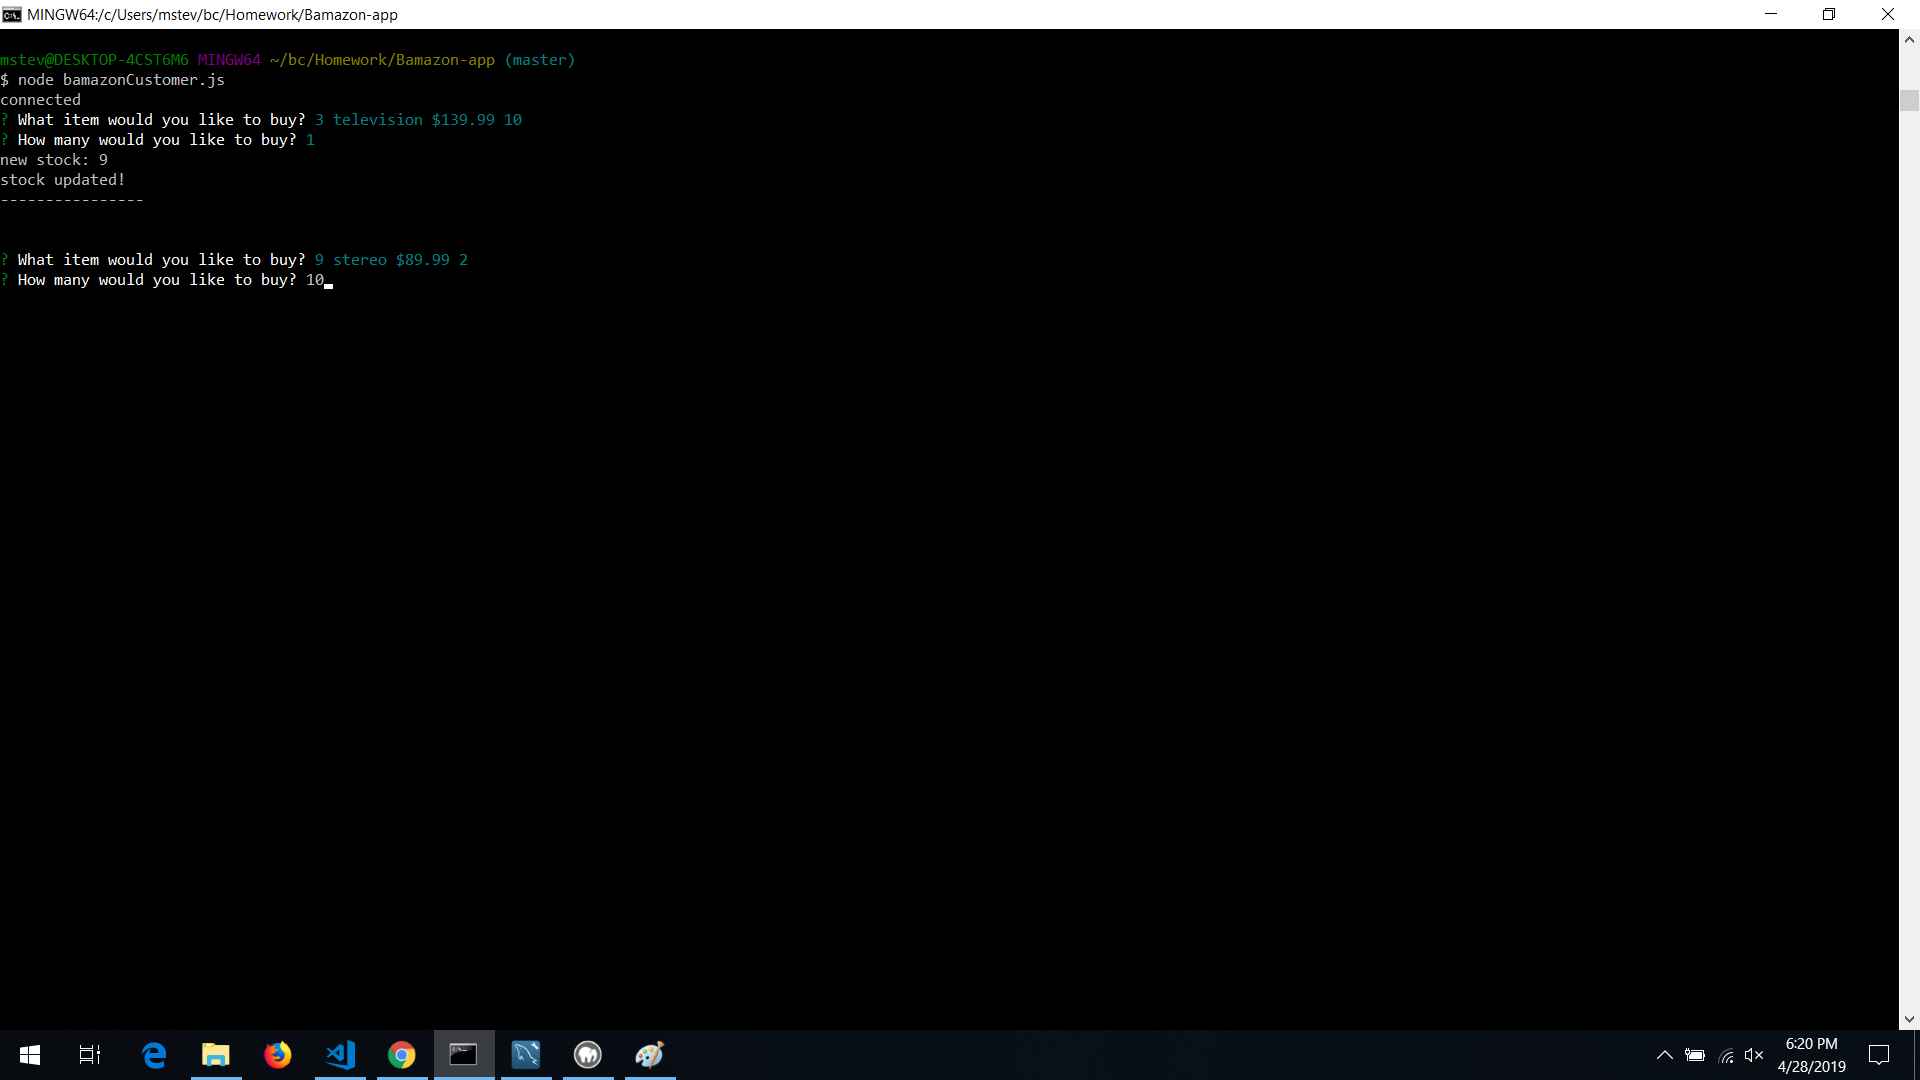 MINGW64:/c/Users/mstev/bc/Homework/Bamazon-app
mstev@DESKTOP-4CST6M6 MINGW64 ~/bc/Homework/Bamazon-app (master)
$ node bamazonCustomer.js
connected
? What item would you like to buy? 3 television $139.99 10
? How many would you like to buy? 1
new stock: 9
stock updated!
----------------
? What item would you like to buy? 9 stereo $89.99 2
? How many would you like to buy? 10
6:20 PM
4/28/2019